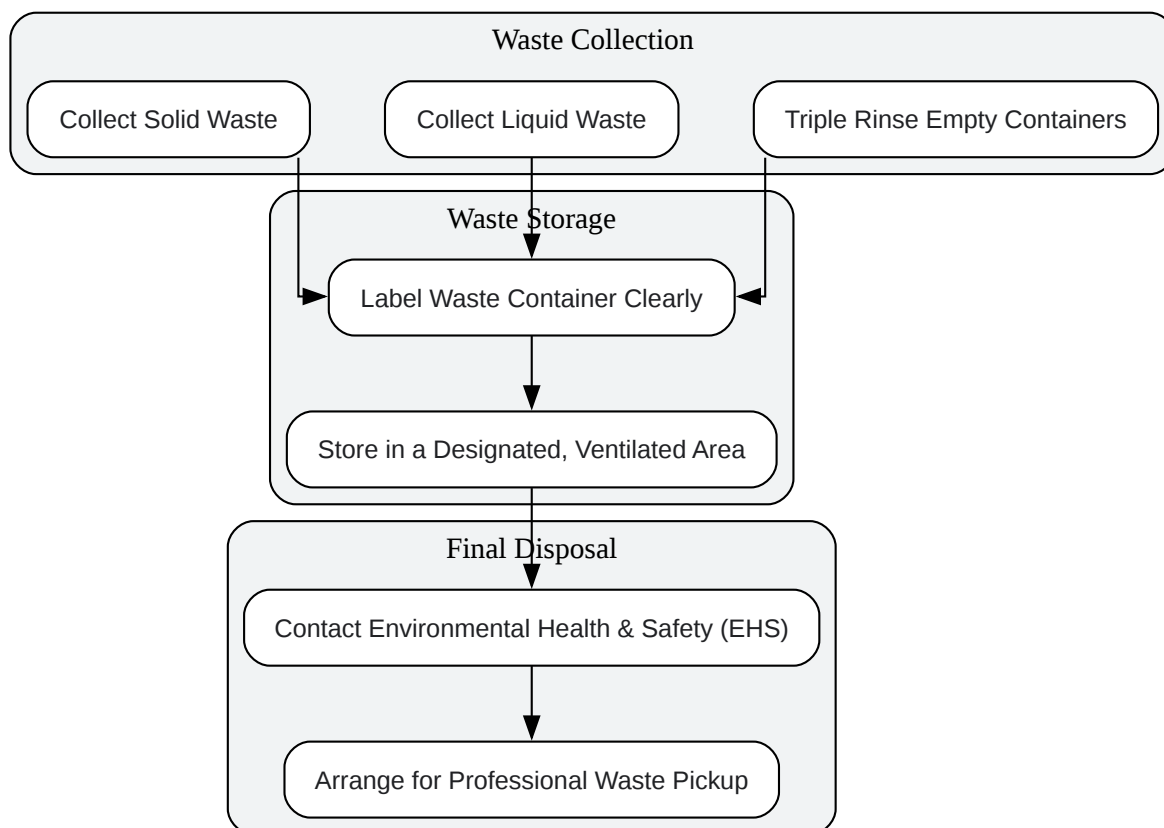 Waste Collection
Collect Solid Waste
Collect Liquid Waste
Triple Rinse Empty Containers
Waste Storage
Label Waste Container Clearly
Store in a Designated, Ventilated Area
Final Disposal
Contact Environmental Health & Safety (EHS)
Arrange for Professional Waste Pickup